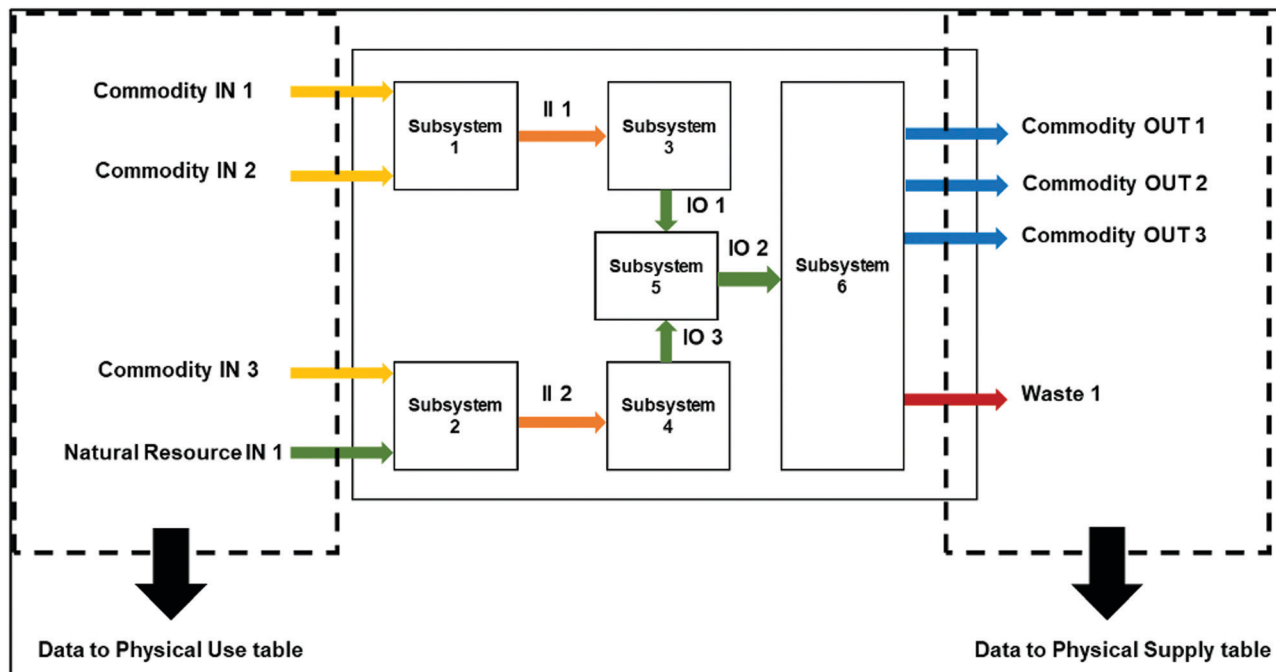 Commodity IN 1
Commodity IN 2
Commodity IN 3
Natural Resource IN 1
Subsystem
1
II 1
Subsystem
3
IO 1
Subsystem
5
IO 2
IO 3
Subsystem
2
II 2
Subsystem
4
Subsystem
6
Commodity OUT 1
Commodity OUT 2
Commodity OUT 3
Waste 1
Data to Physical Use table
Data to Physical Supply table